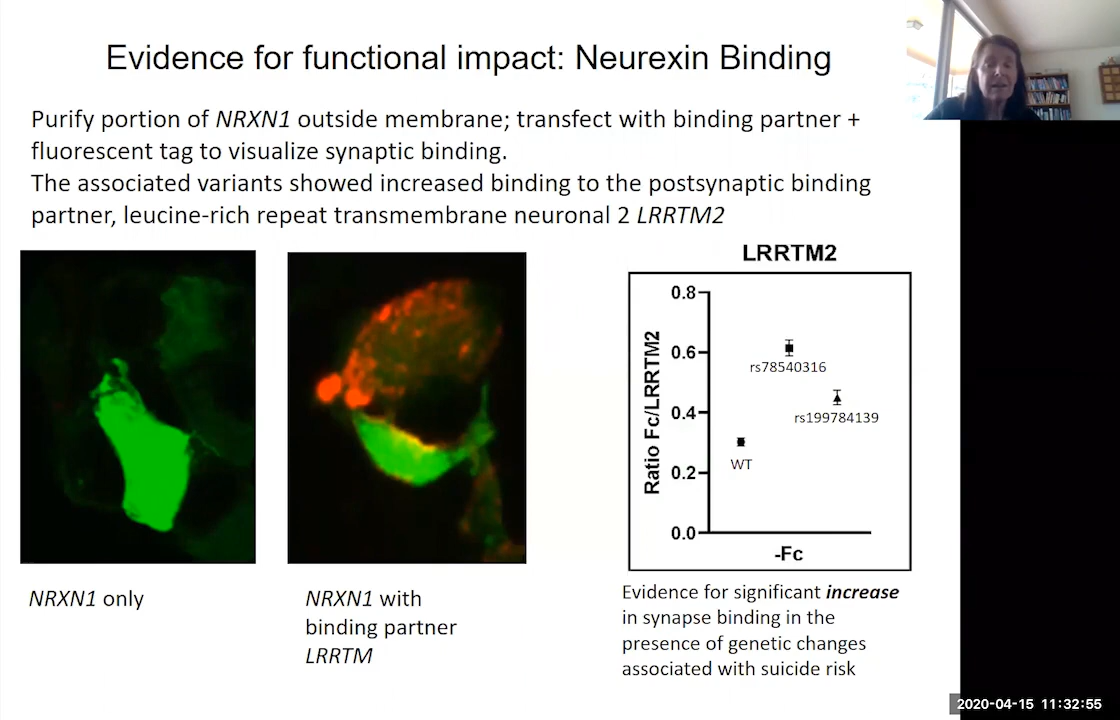 Evidence for functional impact: Neurexin Binding
Purify portion of NRXN1 outside membrane; transfect with binding partner +
fluorescent tag to visualize synaptic binding.
The associated variants showed increased binding to the postsynaptic binding
partner, leucine-rich repeat transmembrane neuronal 2 LRRTM2
NRXN1 only
NRXN1 with
binding partner
LRRTM
LRRTM2
Ratio Fc/LRRTM2
0.8
0.6
0.4
0.2
0.0
rs78540316
rs199784139
WT
-Fc
Evidence for significant increase
in synapse binding in the
presence of genetic changes
associated with suicide risk
2020-04-15 11:32:55